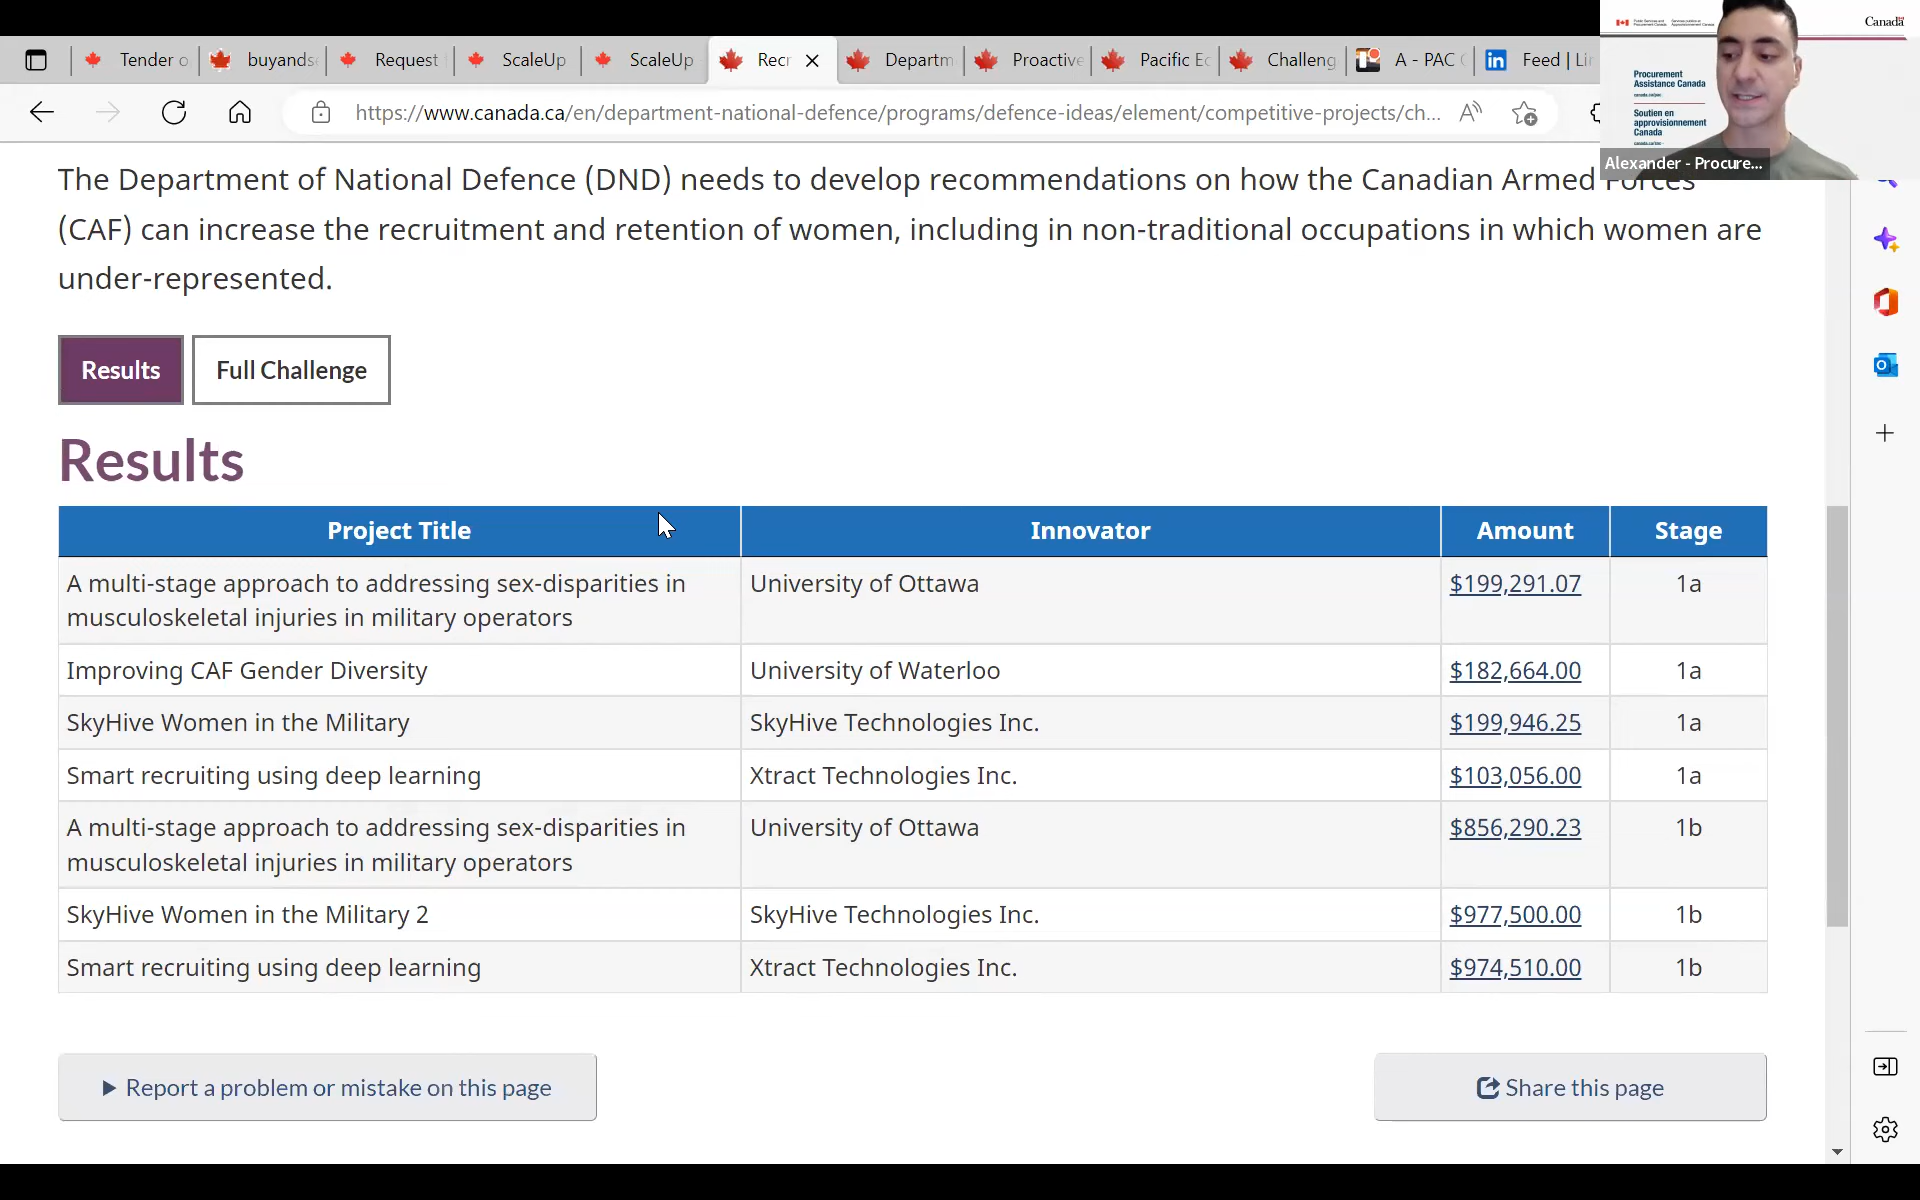 Tender o
buyands
Request
ScaleUp
ScaleUp
Recr
Departm
Proactive
Pacific Ec
Challeng
A - PAC
Feed | Lin
https://www.canada.ca/en/department-national-defence/programs/defence-ideas/element/competitive-projects/ch...
Canada
Procurement
Assistance Canada
Soutien en
approvisionnement
Canada
Alexander - Procure...
The Department of National Defence (DND) needs to develop recommendations on how the Canadian Armed Forces
(CAF) can increase the recruitment and retention of women, including in non-traditional occupations in which women are
under-represented.
Results
Full Challenge
Results
Project Title Innovator Amount Stage
A multi-stage approach to addressing sex-disparities in University of Ottawa $199,291.07 1a
musculoskeletal injuries in military operators
Improving CAF Gender Diversity University of Waterloo $182,664.00 1a
SkyHive Women in the Military SkyHive Technologies Inc. $199,946.25 1a
Smart recruiting using deep learning Xtract Technologies Inc. $103,056.00 1a
A multi-stage approach to addressing sex-disparities in University of Ottawa $856,290.23 1b
musculoskeletal injuries in military operators
SkyHive Women in the Military 2 SkyHive Technologies Inc. $977,500.00 1b
Smart recruiting using deep learning Xtract Technologies Inc. $974,510.00 1b
Report a problem or mistake on this page
Share this page